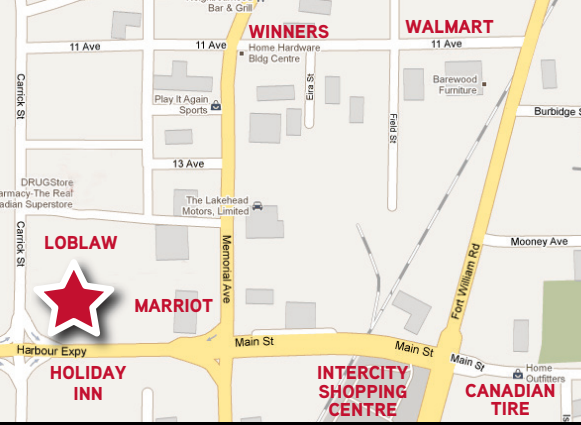 Bar & Grill
WINNERS
WALMART
11 Ave
11 Ave
11 Ave
Home Hardware
Bldg Centre
Carrick St
Eira St
Barewood
Furniture
Play It Again
Sports
Field St
Burbidge S
13 Ave
DRUGStore
armacy-The Real
adian Superstore
The Lakehead
Motors, Limited
Carrick St
LOBLAW
Memorial Ave
Mooney Ave
Fort William Rd
MARRIOT
Harbour Expy
Main St
Main St
Main St
HOLIDAY
INN
INTERCITY
SHOPPING
CENTRE
Home
Outfitters
CANADIAN
TIRE